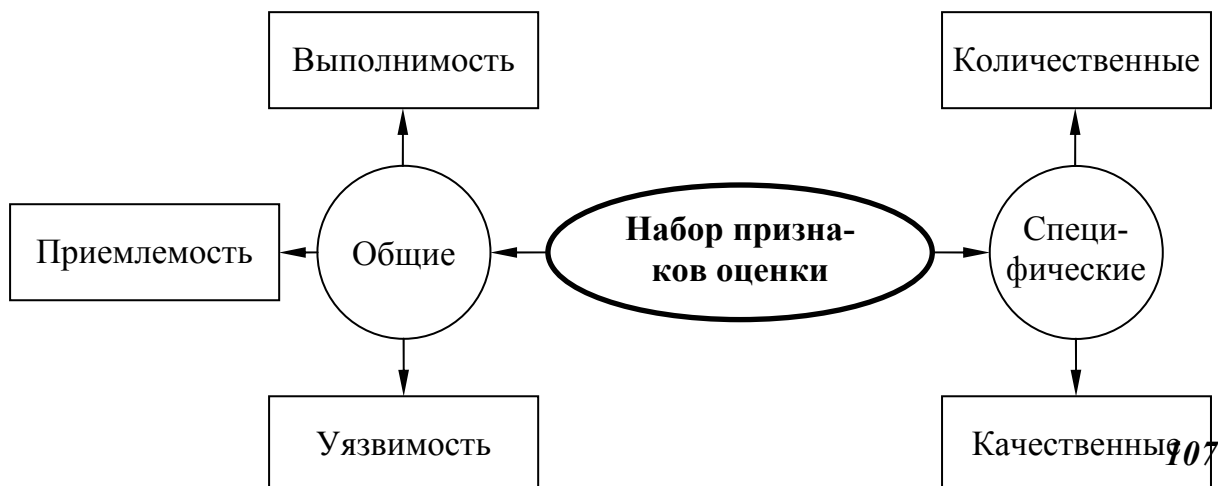 Выполнимость
Количественные
Приемлемость
Общие
Набор призна-
ков оценки
Специ-
фические
Уязвимость
Качественные
107